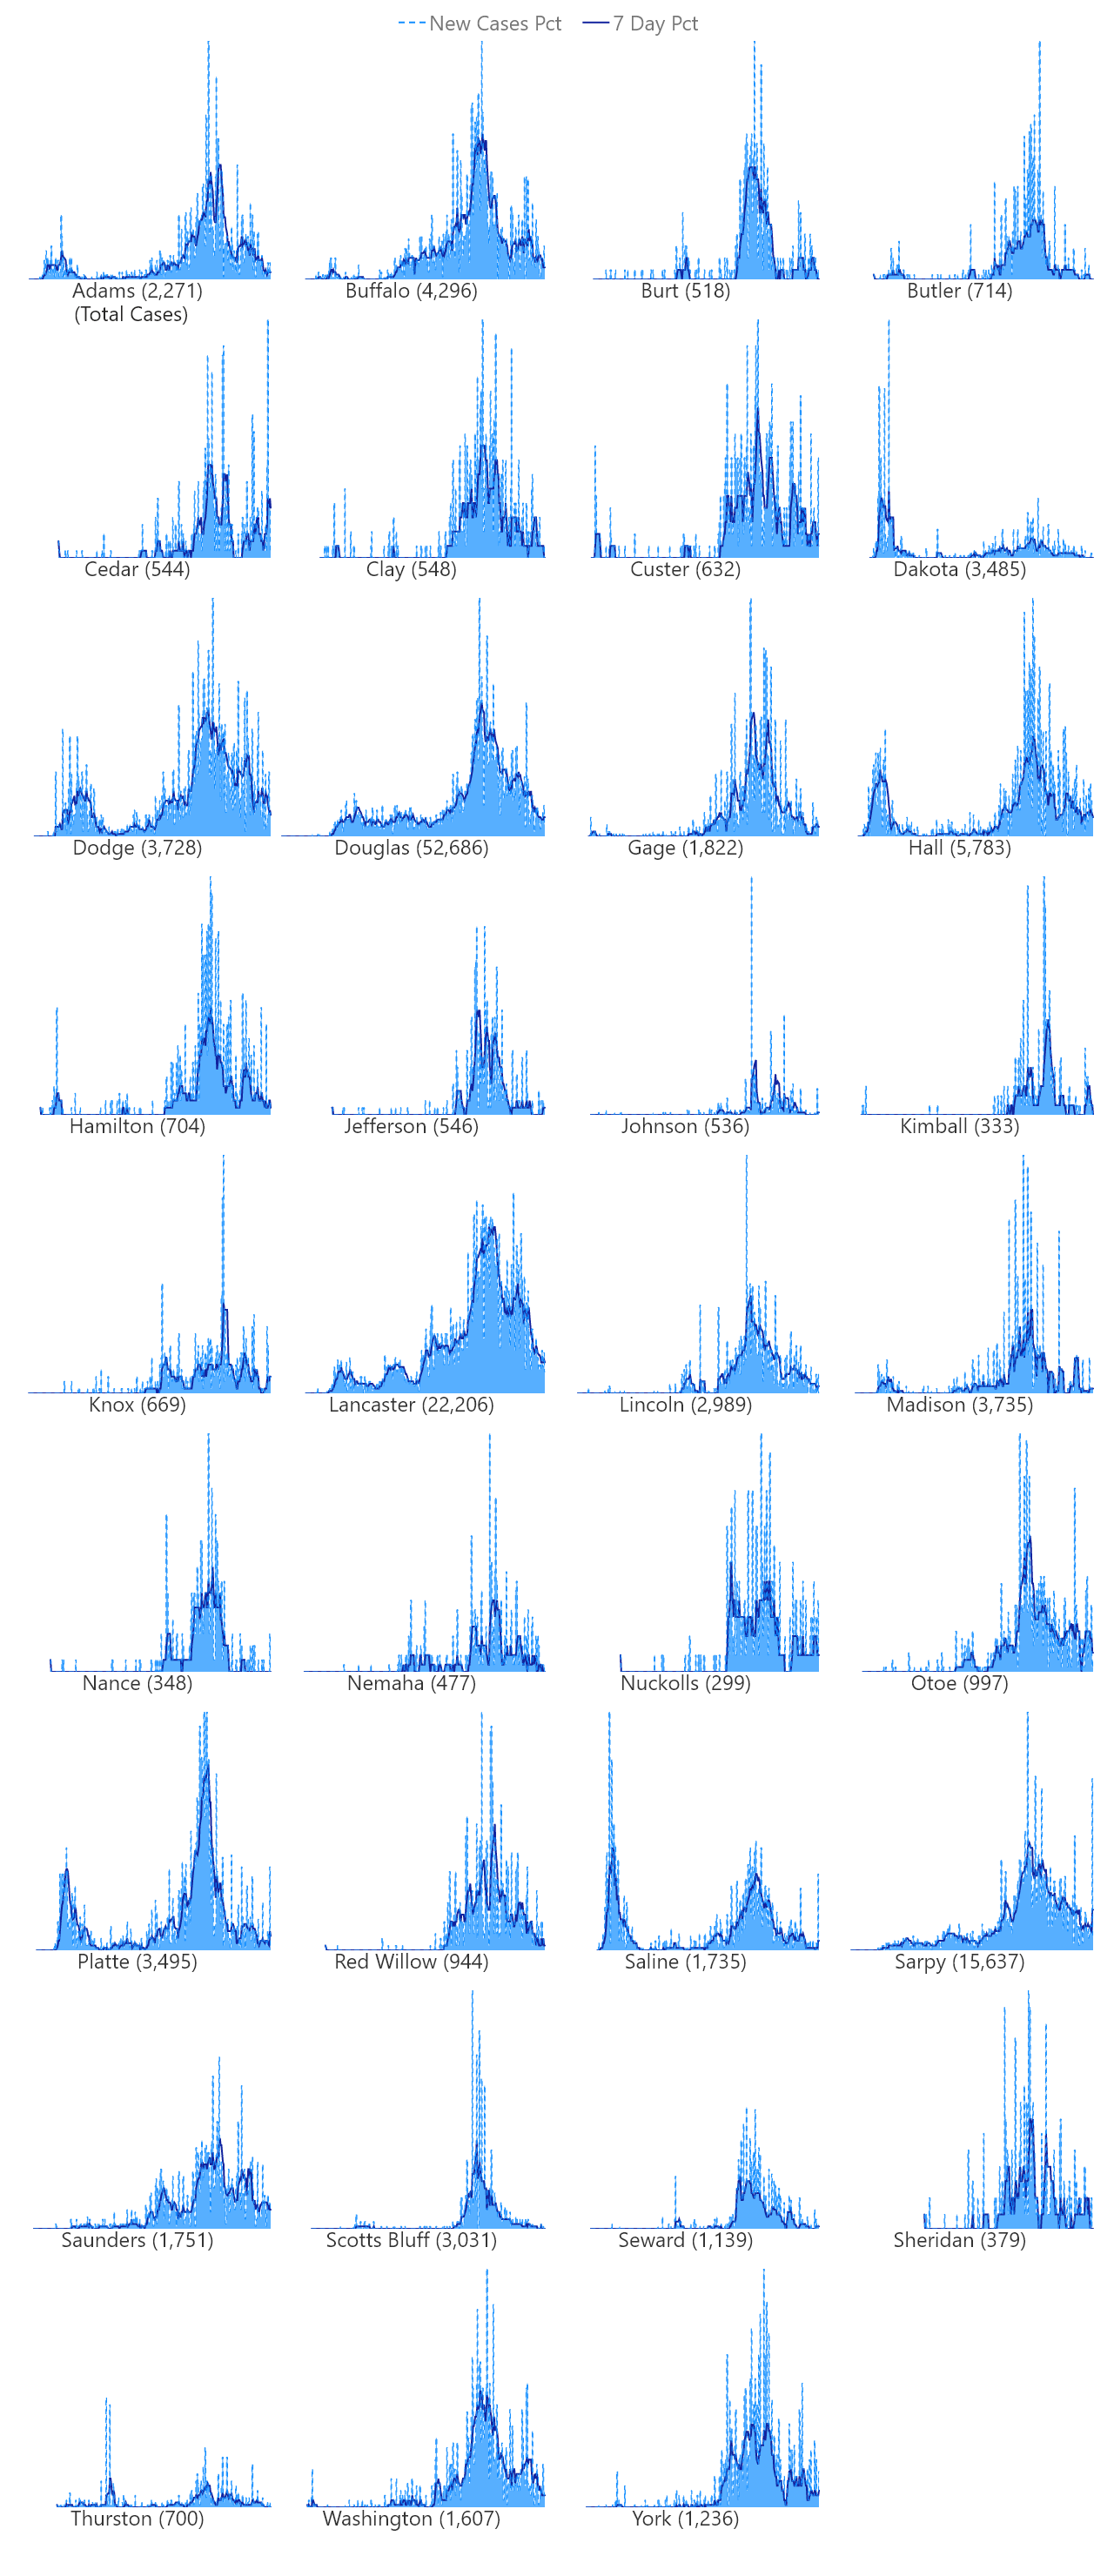 New Cases Pct 7 Day Pct
Adams (2,271) Buffalo (4,296) Burt (518) Butler (714)
(Total Cases)
Cedar (544) Clay (548) Custer (632) Dakota (3,485)
Dodge (3,728) Douglas (52,686) Gage (1,822) Hall (5,783)
Hamilton (704) Jefferson (546) Johnson (536) Kimball (333)
Knox (669) Lancaster (22,206) Lincoln (2,989) Madison (3,735)
Nance (348) Nemaha (477) Nuckolls (299) Otoe (997)
Platte (3,495) Red Willow (944) Saline (1,735) Sarpy (15,637)
Saunders (1,751) Scotts Bluff (3,031) Seward (1,139) Sheridan (379)
Thurston (700) Washington (1,607) York (1,236)